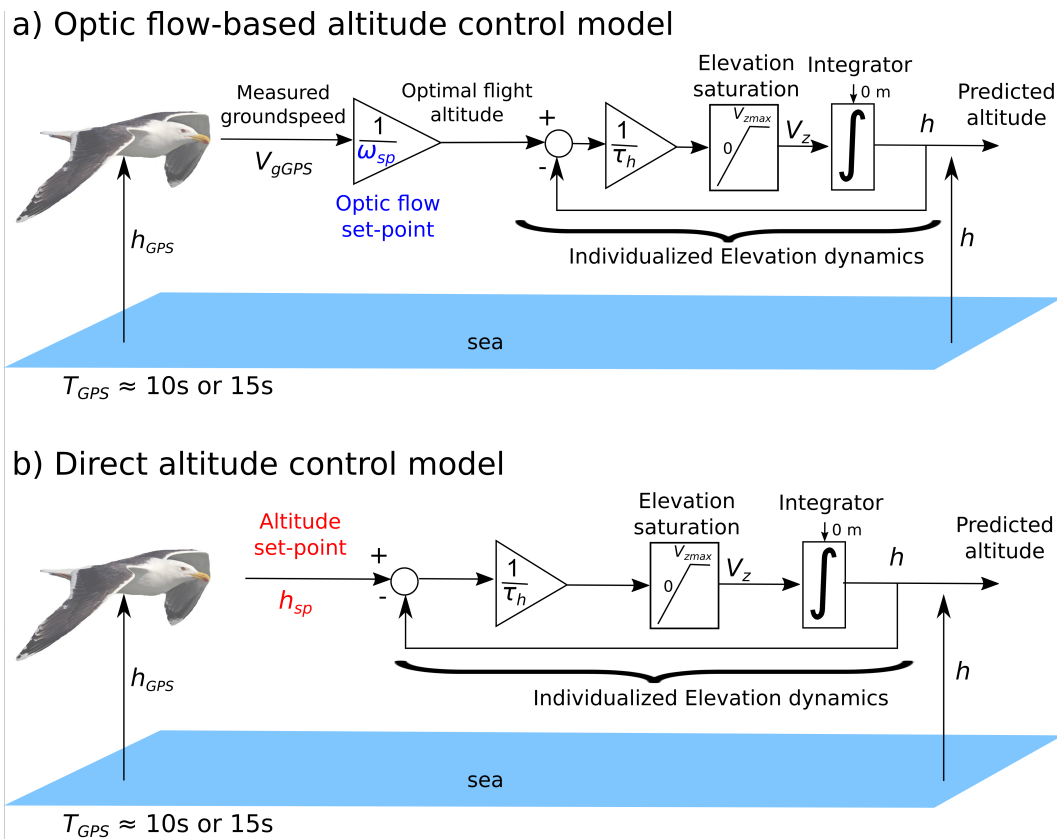 a) Optic flow-based altitude control model
Measured
groundspeed
V_gGPS
1
ω_sp
Optic flow
set-point
Optimal flight
altitude
+
-
1
τ_h
Elevation
saturation
V_zmax
0
V_z
Integrator
0 m
∫
h
Predicted
altitude
h_GPS
Individualized Elevation dynamics
h
sea
T_GPS ≈ 10s or 15s
b) Direct altitude control model
Altitude
set-point
h_sp
+
-
1
τ_h
Elevation
saturation
V_zmax
0
V_z
Integrator
0 m
∫
h
Predicted
altitude
h_GPS
Individualized Elevation dynamics
h
sea
T_GPS ≈ 10s or 15s